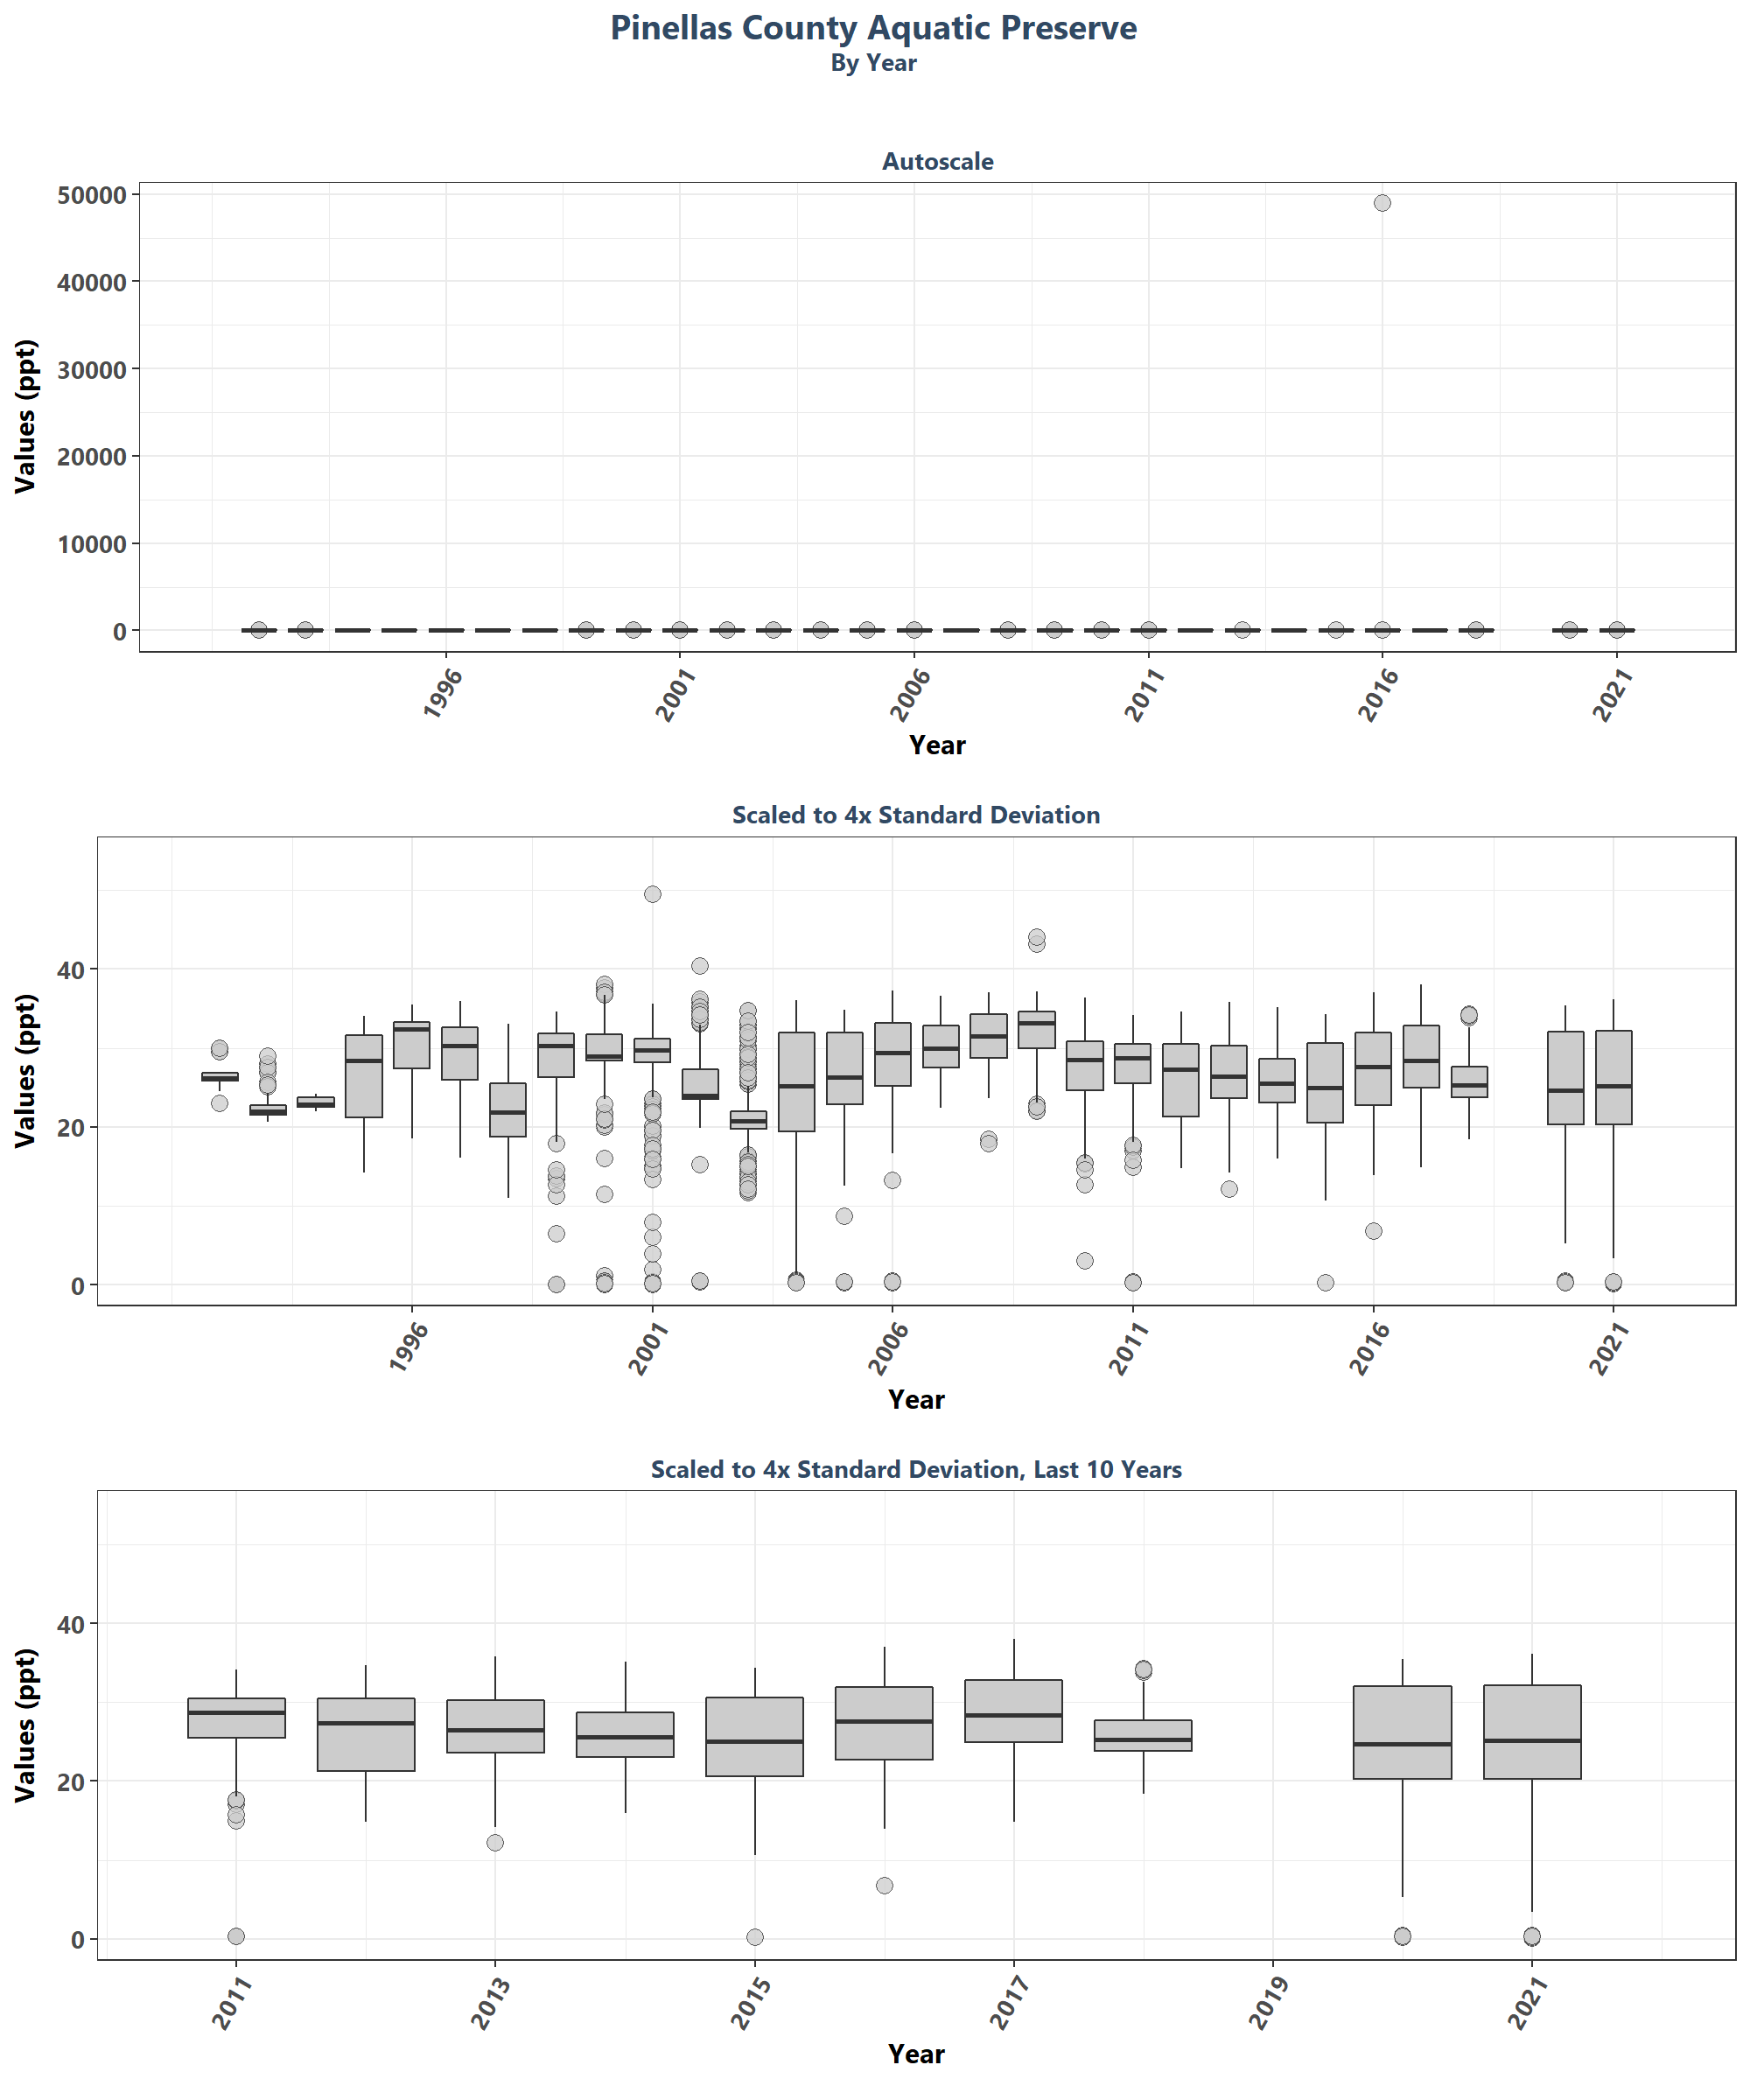 Pinellas County Aquatic Preserve
By Year
Autoscale
Values (ppt)
50000
40000
30000
20000
10000
0
1996 2001 2006 2011 2016 2021
Year
Scaled to 4x Standard Deviation
Values (ppt)
40
20
0
1996 2001 2006 2011 2016 2021
Year
Scaled to 4x Standard Deviation, Last 10 Years
Values (ppt)
40
20
0
2011 2013 2015 2017 2019 2021
Year